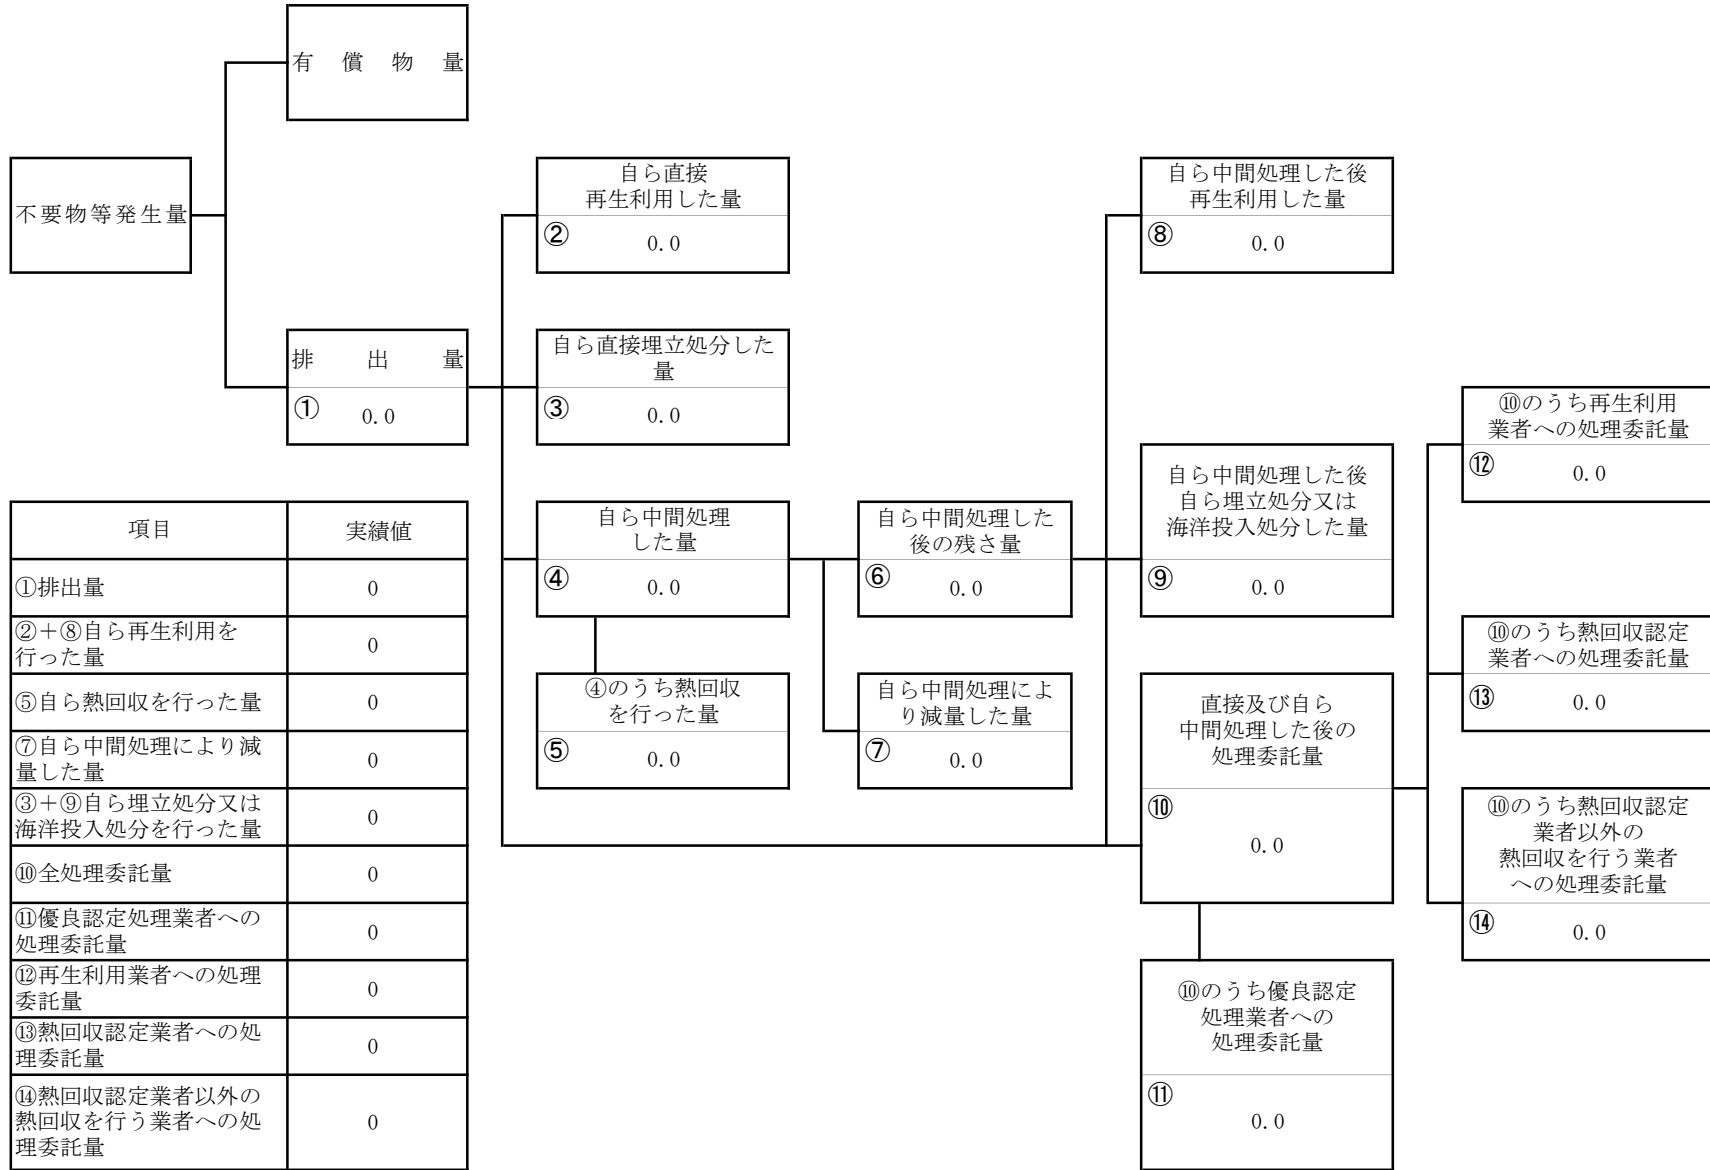 有償物量
不要物等発生量
排出量
①
0.0
自ら直接
再生利用した量
②
0.0
自ら直接埋立処分した
量
③
0.0
自ら中間処理
した量
④
0.0
④のうち熱回収
を行った量
⑤
0.0
自ら中間処理した
後の残さ量
⑥
0.0
自ら中間処理によ
り減量した量
⑦
0.0
自ら中間処理した後
再生利用した量
⑧
0.0
自ら中間処理した後
自ら埋立処分又は
海洋投入処分した量
⑨
0.0
直接及び自ら
中間処理した後の
処理委託量
⑩
0.0
⑩のうち優良認定
処理業者への
処理委託量
⑪
0.0
⑩のうち再生利用
業者への処理委託量
⑫
0.0
⑩のうち熱回収認定
業者への処理委託量
⑬
0.0
⑩のうち熱回収認定
業者以外の
熱回収を行う業者
への処理委託量
⑭
0.0
項目
実績値
①排出量
0
②＋⑧自ら再生利用を
行った量
0
⑤自ら熱回収を行った量
0
⑦自ら中間処理により減
量した量
0
③＋⑨自ら埋立処分又は
海洋投入処分を行った量
0
⑩全処理委託量
0
⑪優良認定処理業者への
処理委託量
0
⑫再生利用業者への処理
委託量
0
⑬熱回収認定業者への処
理委託量
0
⑭熱回収認定業者以外の
熱回収を行う業者への処
理委託量
0